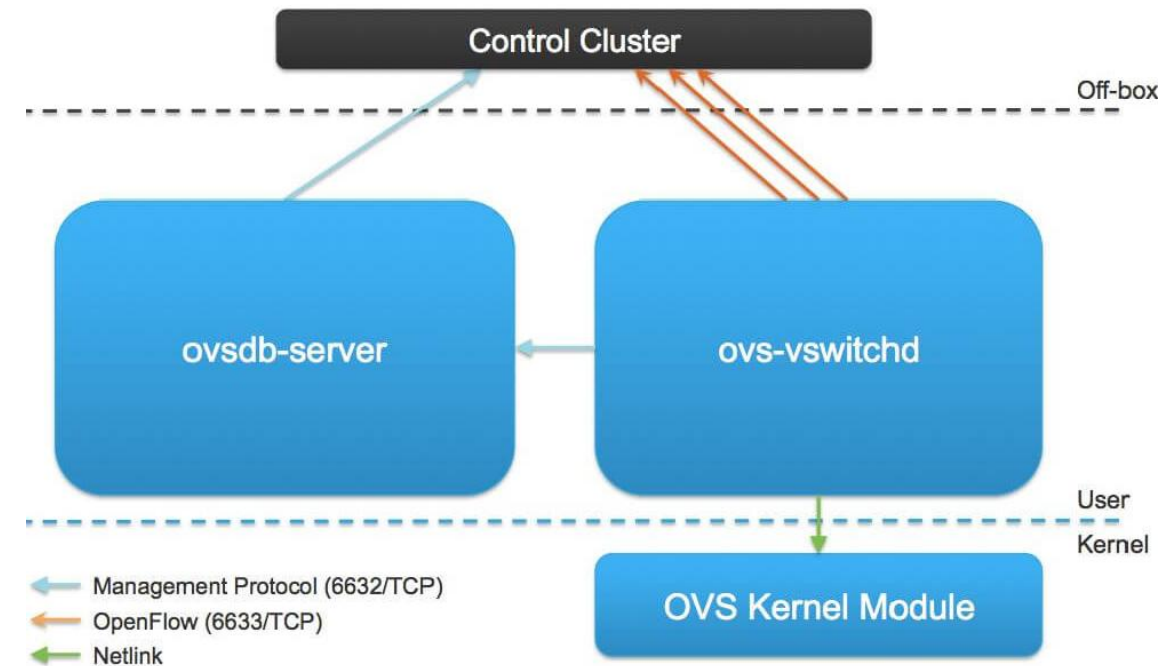 Control Cluster
Off-box
ovsdb-server
ovs-vswitchd
User
Kernel
Management Protocol (6632/TCP)
OpenFlow (6633/TCP)
Netlink
OVS Kernel Module